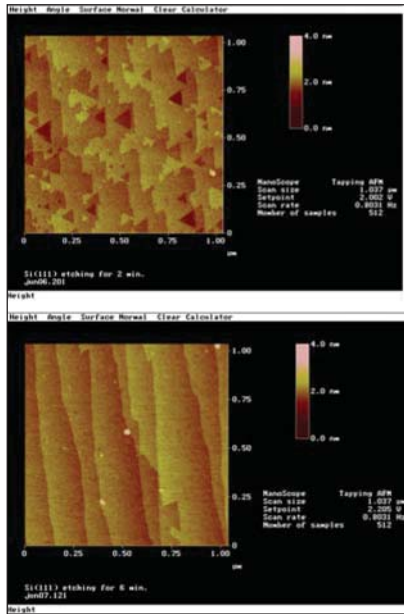 Height Angle Surface Normal Clear Calculator
4.0 nm
2.0 nm
0.0 nm
1.00
0.75
0.50
0.25
0
0 0.25 0.50 0.75 1.00
µm
NanoScope Tapping AFM
Scan size 1.037 µm
Setpoint 2.002 V
Scan rate 0.8031 Hz
Number of samples 512
Si(111) etching for 2 min.
Jan06.201
Height
Height Angle Surface Normal Clear Calculator
4.0 nm
2.0 nm
0.0 nm
1.00
0.75
0.50
0.25
0
0 0.25 0.50 0.75 1.00
µm
NanoScope Tapping AFM
Scan size 1.037 µm
Setpoint 2.205 V
Scan rate 0.8031 Hz
Number of samples 512
Si(111) etching for 6 min.
Jan07.121
Height